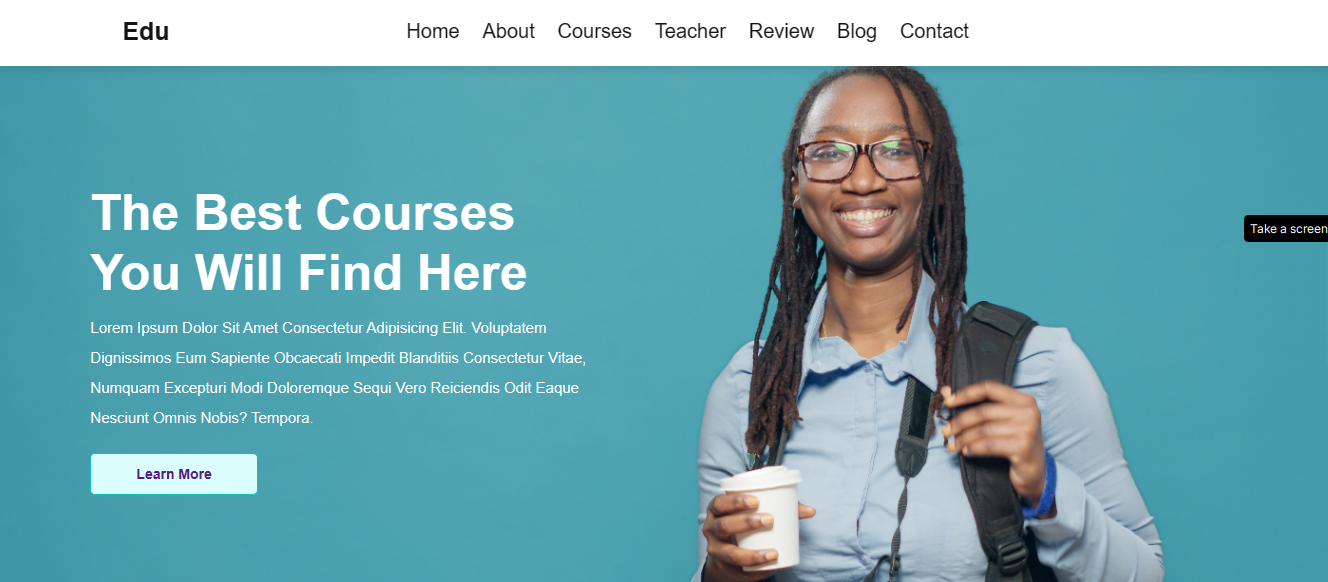 Edu
Home About Courses Teacher Review Blog Contact
The Best Courses
You Will Find Here
Lorem Ipsum Dolor Sit Amet Consectetur Adipisicing Elit. Voluptatem
Dignissimos Eum Sapiente Obcaecati Impedit Blanditiis Consectetur Vitae,
Numquam Excepturi Modi Doloremque Sequi Vero Reiciendis Odit Eaque
Nesciunt Omnis Nobis? Tempora.
Learn More
Take a screen